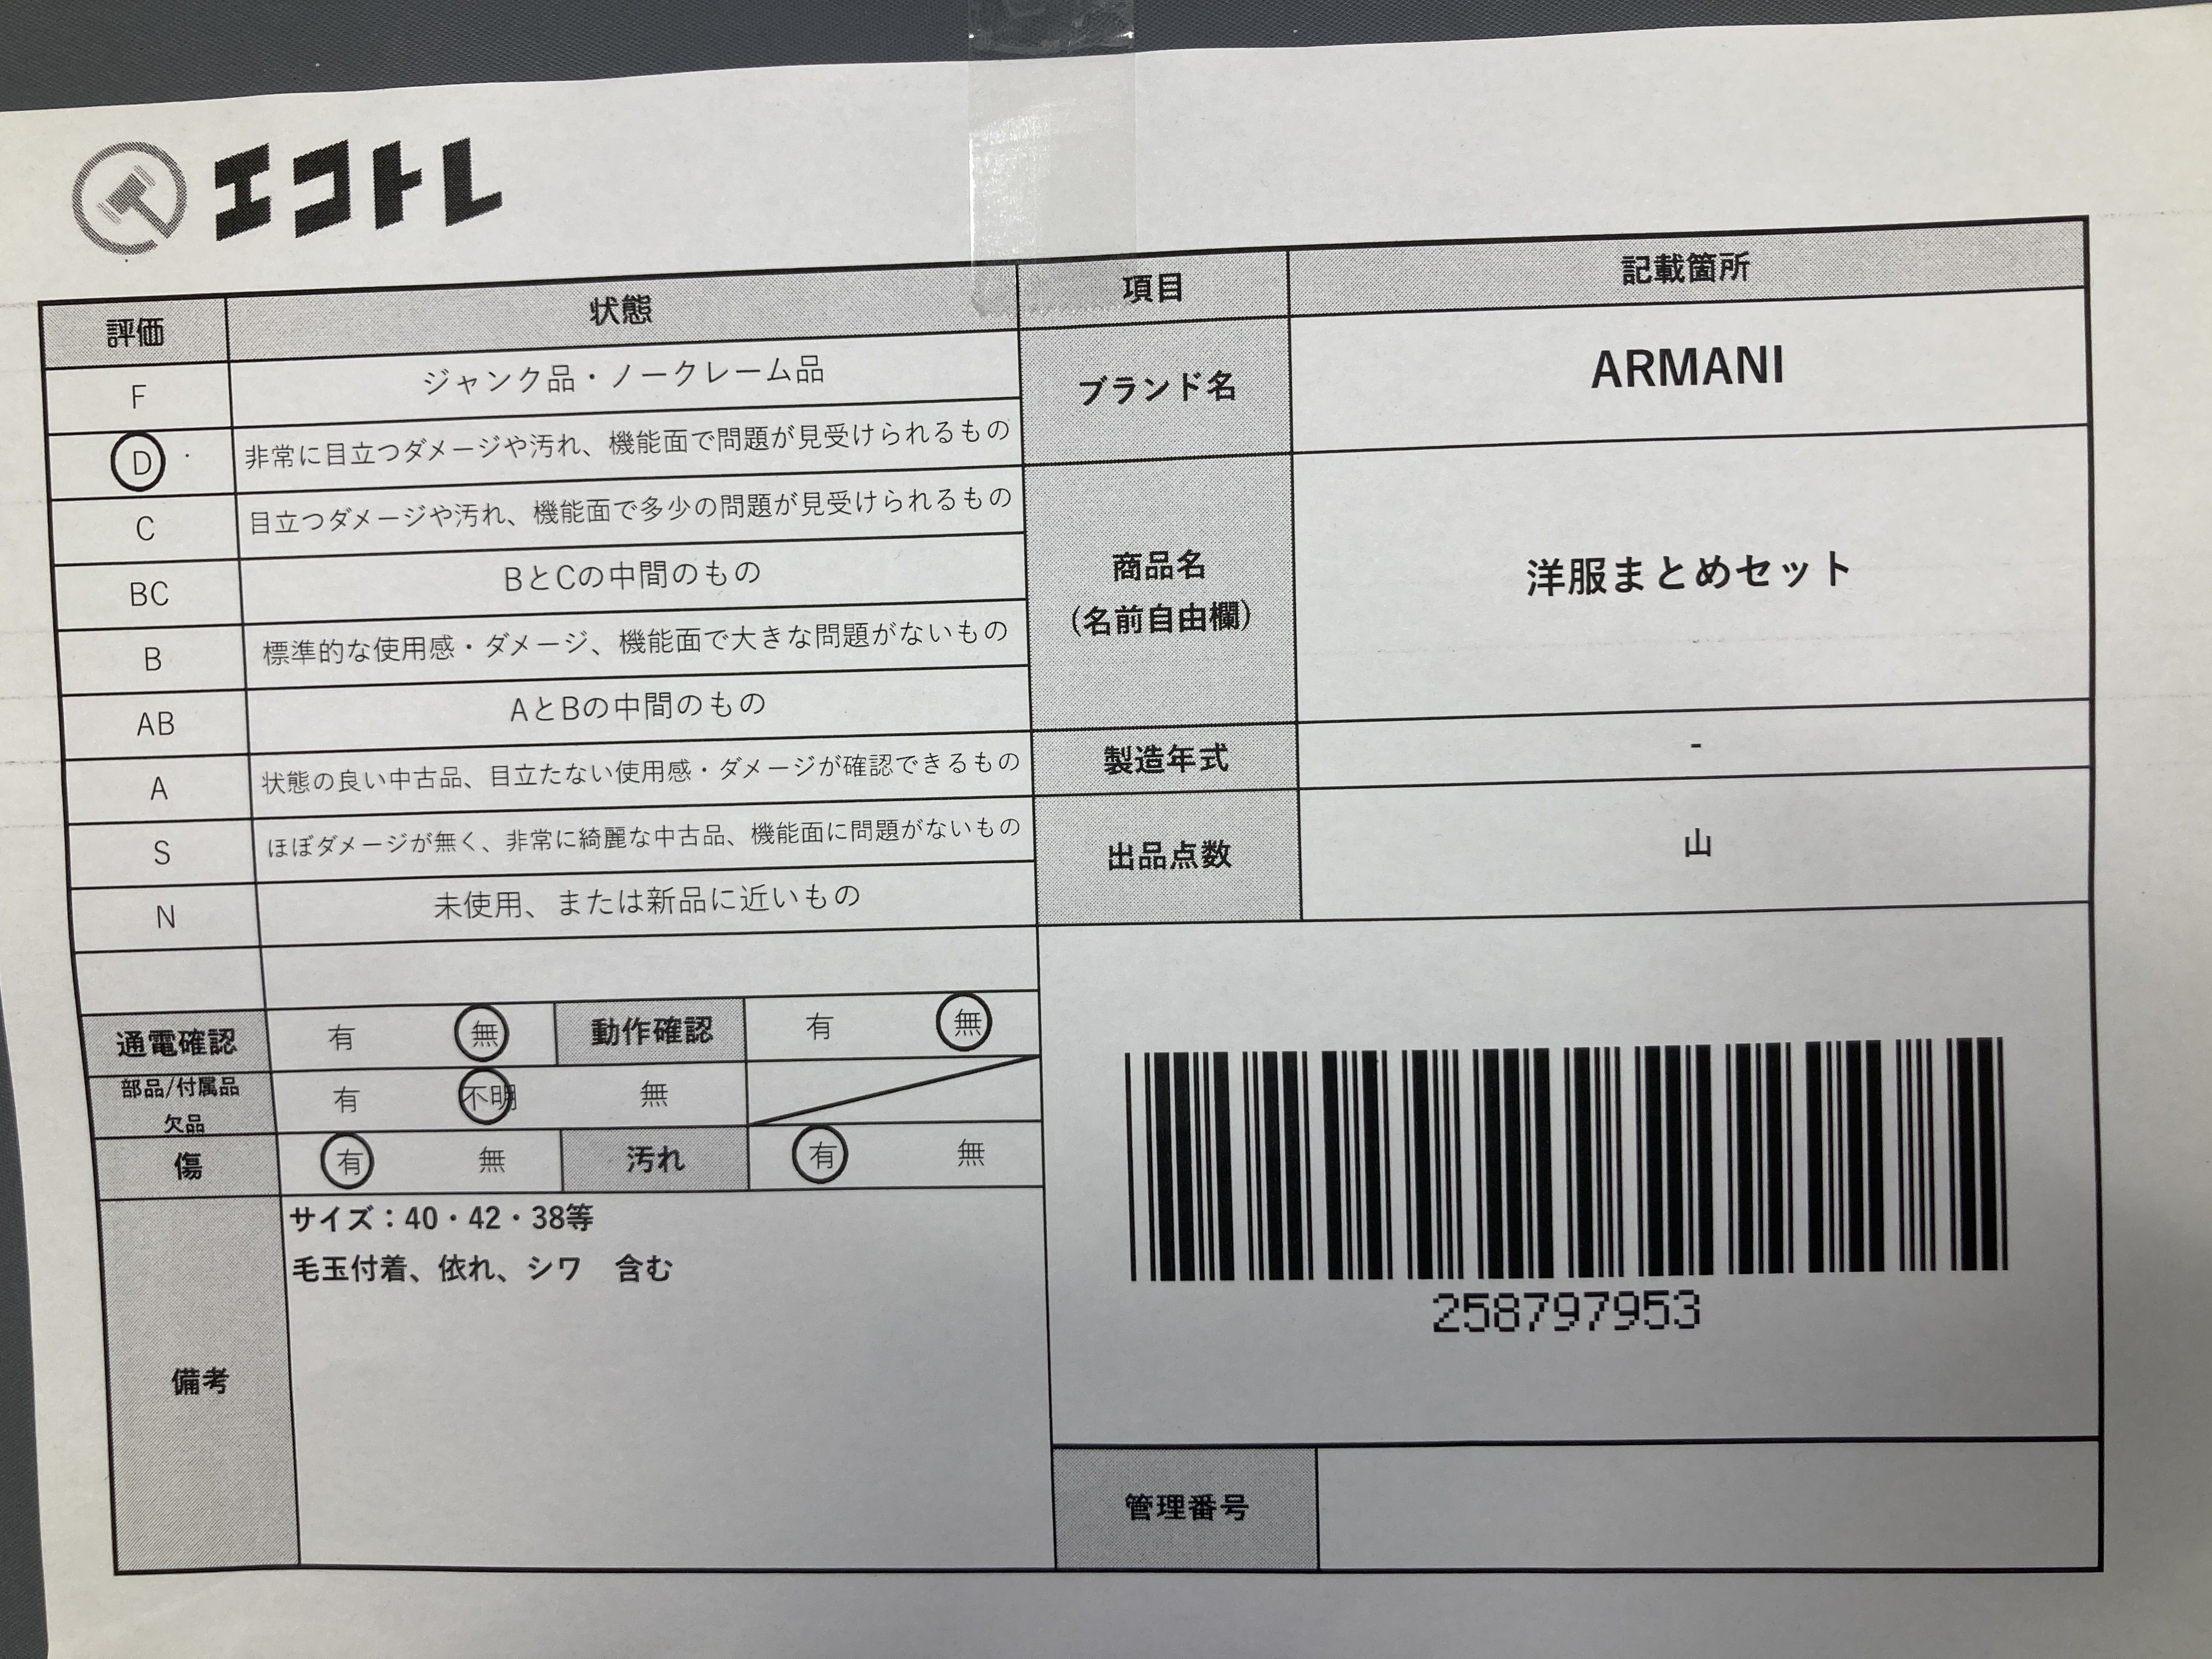 エコトレ
評価 状態 項目 記載箇所
F ジャンク品・ノークレーム品
D 非常に目立つダメージや汚れ、機能面で問題が見受けられるもの
C 目立つダメージや汚れ、機能面で多少の問題が見受けられるもの
BC BとCの中間のもの
B 標準的な使用感・ダメージ、機能面で大きな問題がないもの
AB AとBの中間のもの
A 状態の良い中古品、目立たない使用感・ダメージが確認できるもの
S ほぼダメージが無く、非常に綺麗な中古品、機能面に問題がないもの
N 未使用、または新品に近いもの
通電確認 有 無 動作確認 有 無
部品/付属品
欠品
有 不明 無
傷 有 無 汚れ 有 無
備考
サイズ：40・42・38等
毛玉付着、依れ、シワ　含む
ブランド名 ARMANI
商品名
（名前自由欄）
洋服まとめセット
製造年式 -
出品点数 山
258797953
管理番号